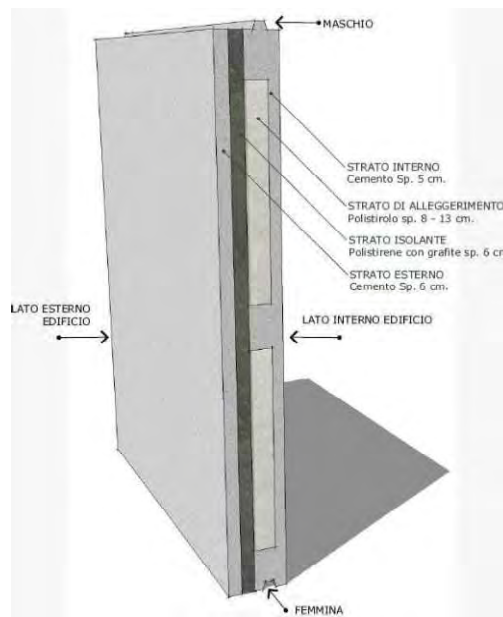 MASCHIO
STRATO INTERNO
Cemento Sp. 5 cm.
STRATO DI ALLEGGERIMENTO
Polistirolo sp. 8 - 13 cm.
STRATO ISOLANTE
Polistirene con grafite sp. 6 cm
STRATO ESTERNO
Cemento Sp. 6 cm.
LATO ESTERNO
EDIFICIO
LATO INTERNO EDIFICIO
FEMMINA